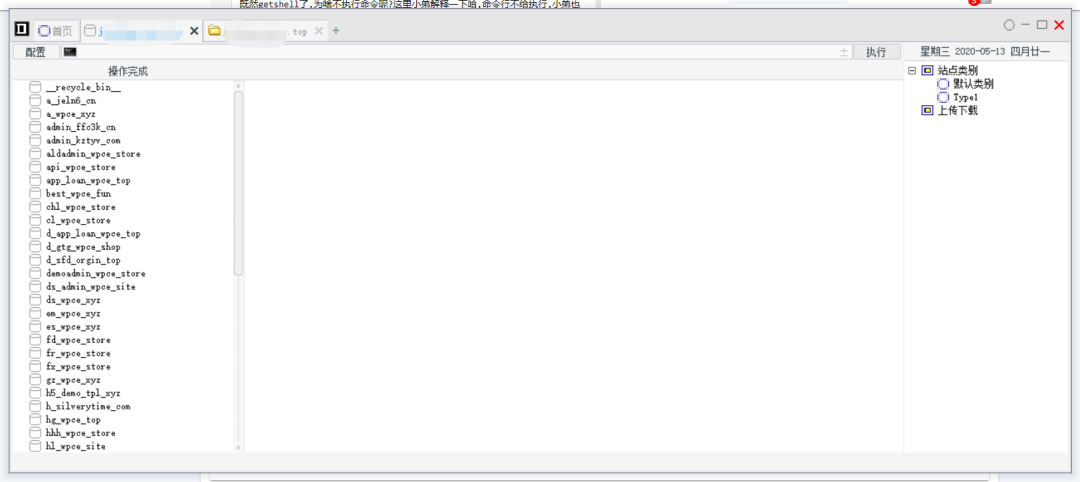 既然getshell了,为啥不执行命令呢?这里小弟解释一下哈,命令行不给执行,小弟也
3
首页
j
.top
配置
执行
星期三 2020-05-13 四月廿一
操作完成
__recycle_bin__
a_jeln6_cn
a_wpce_xyz
admin_ffc3k_cn
admin_kztyv_com
aldadmin_wpce_store
api_wpce_store
app_loan_wpce_top
best_wpce_fun
chl_wpce_store
cl_wpce_store
d_app_loan_wpce_top
d_gtg_wpce_shop
d_sfd_orgin_top
demoadmin_wpce_store
ds_admin_wpce_site
ds_wpce_xyz
em_wpce_xyz
es_wpce_xyz
fd_wpce_store
fr_wpce_store
fx_wpce_store
gz_wpce_xyz
h5_demo_tpl_xyz
h_silverytime_com
hg_wpce_top
hhh_wpce_store
hl_wpce_site
站点类别
默认类别
Type1
上传下载